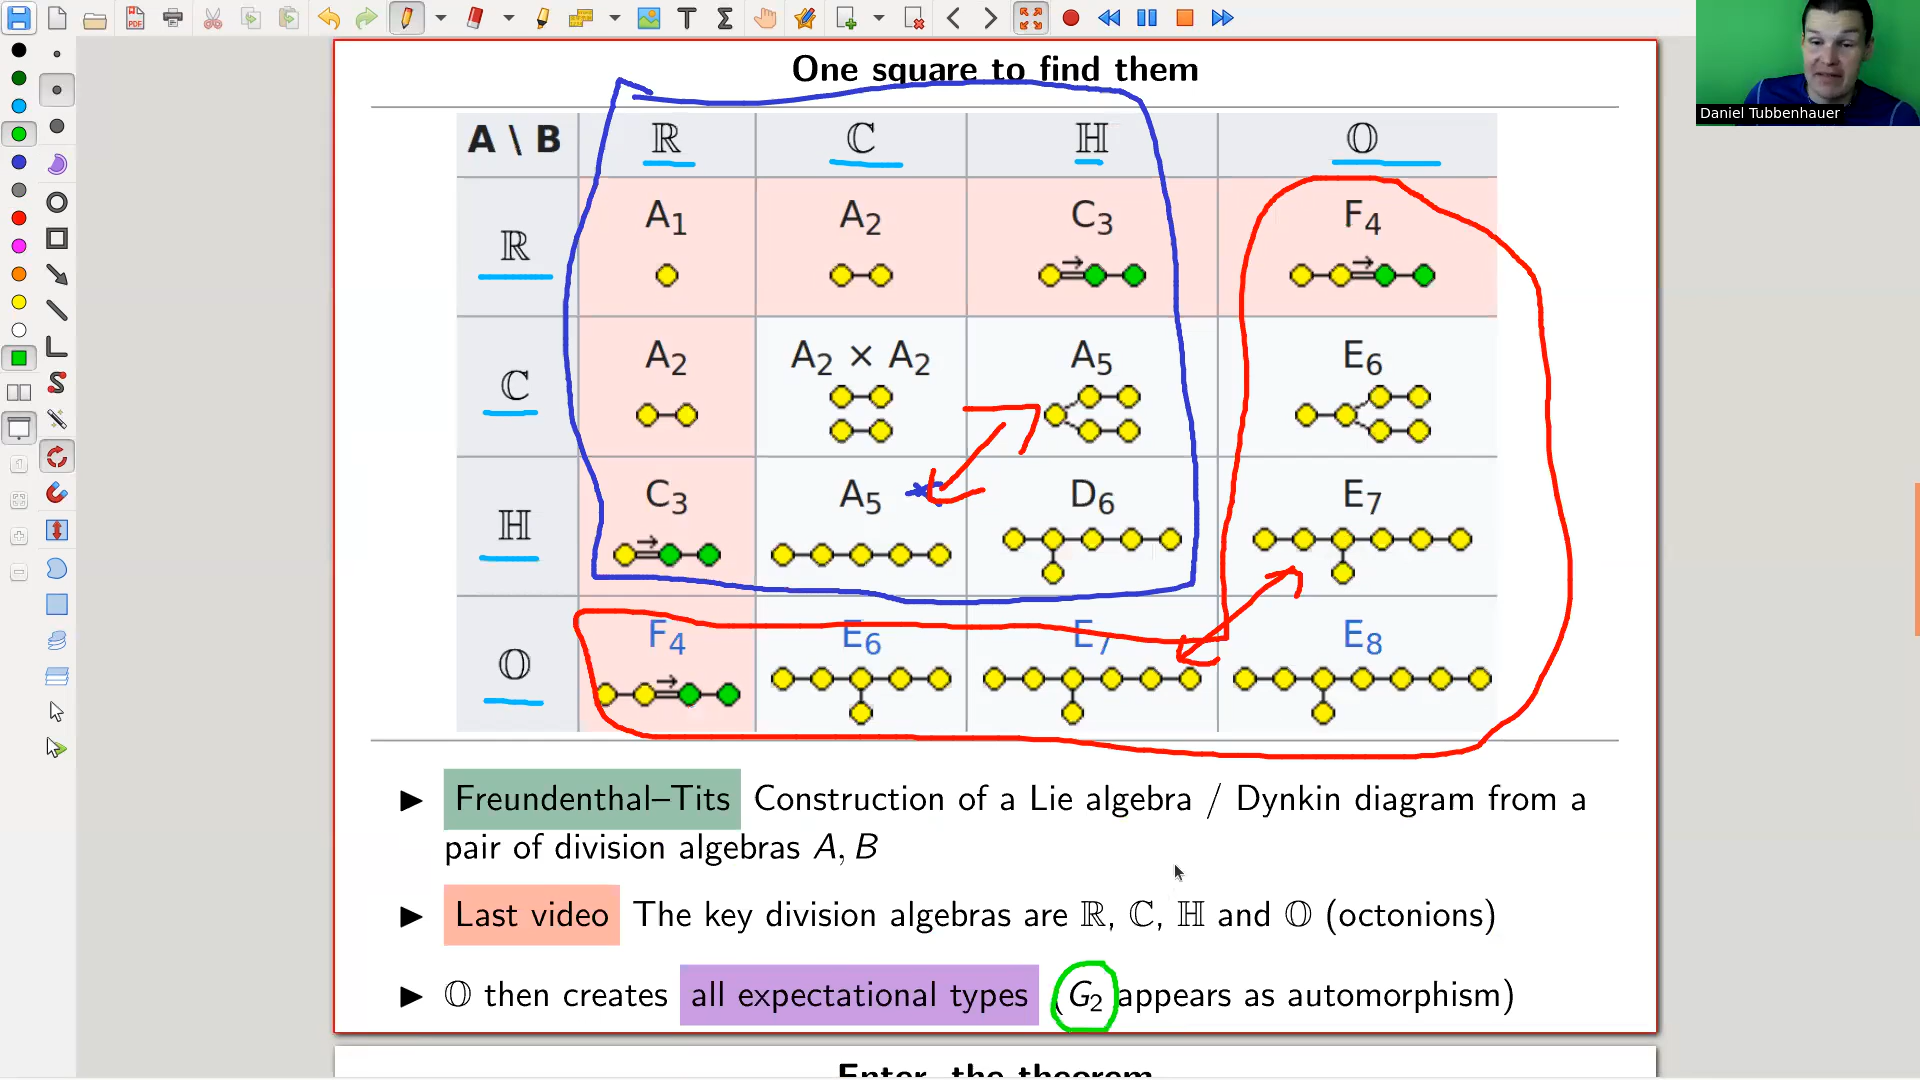 Daniel Tubbenhauer
One square to find them
A \ B ℝ ℂ ℍ 𝕆
ℝ A₁ A₂ C₃ F₄
ℂ A₂ A₂ × A₂ A₅ E₆
ℍ C₃ A₅ D₆ E₇
𝕆 F₄ E₆ E₇ E₈
► Freundenthal–Tits Construction of a Lie algebra / Dynkin diagram from a
pair of division algebras A, B
► Last video The key division algebras are ℝ, ℂ, ℍ and 𝕆 (octonions)
► 𝕆 then creates all expectational types (G₂ appears as automorphism)
Enter, the theorem